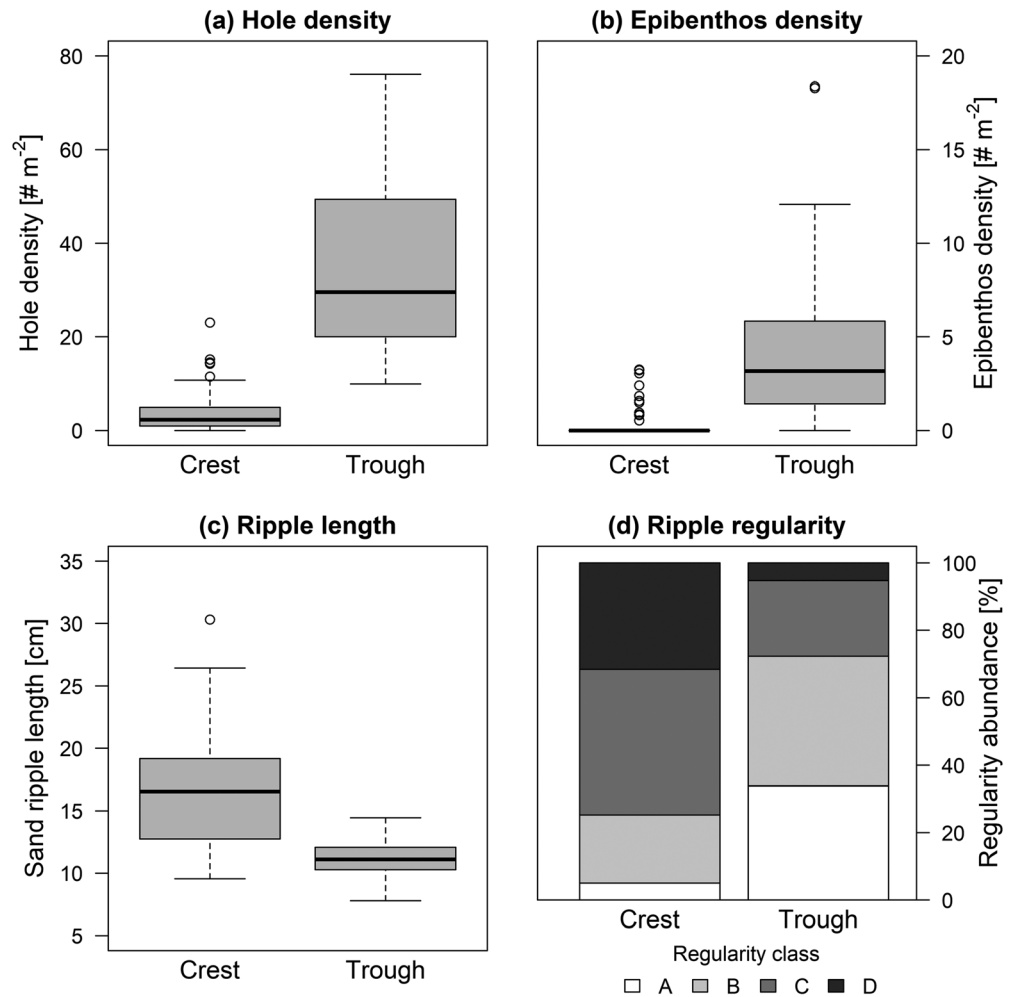 (a) Hole density
Hole density [# m-2]
80
60
40
20
0
Crest Trough
(b) Epibenthos density
20
15
10
5
0
Epibenthos density [# m-2]
Crest Trough
(c) Ripple length
Sand ripple length [cm]
35
30
25
20
15
10
5
Crest Trough
(d) Ripple regularity
100
80
60
40
20
0
Regularity abundance [%]
Crest Trough
Regularity class
A B C D